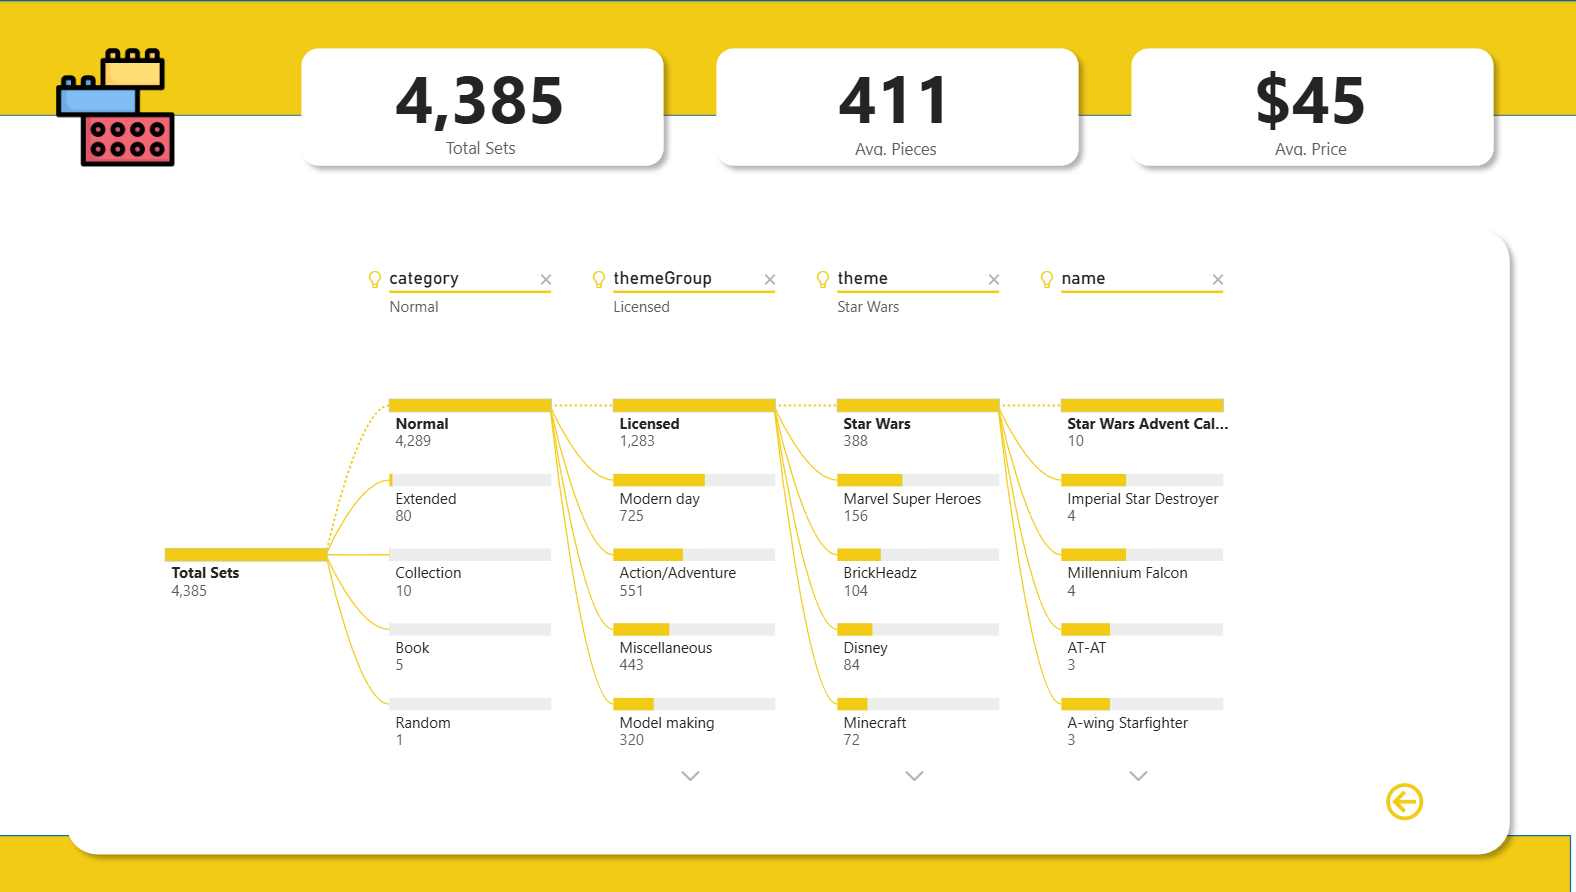 4,385
Total Sets
411
Avg. Pieces
$45
Avg. Price
category
Normal
themeGroup
Licensed
theme
Star Wars
name
Total Sets
4,385
Normal
4,289
Extended
80
Collection
10
Book
5
Random
1
Licensed
1,283
Modern day
725
Action/Adventure
551
Miscellaneous
443
Model making
320
Star Wars
388
Marvel Super Heroes
156
BrickHeadz
104
Disney
84
Minecraft
72
Star Wars Advent Cal...
10
Imperial Star Destroyer
4
Millennium Falcon
4
AT-AT
3
A-wing Starfighter
3